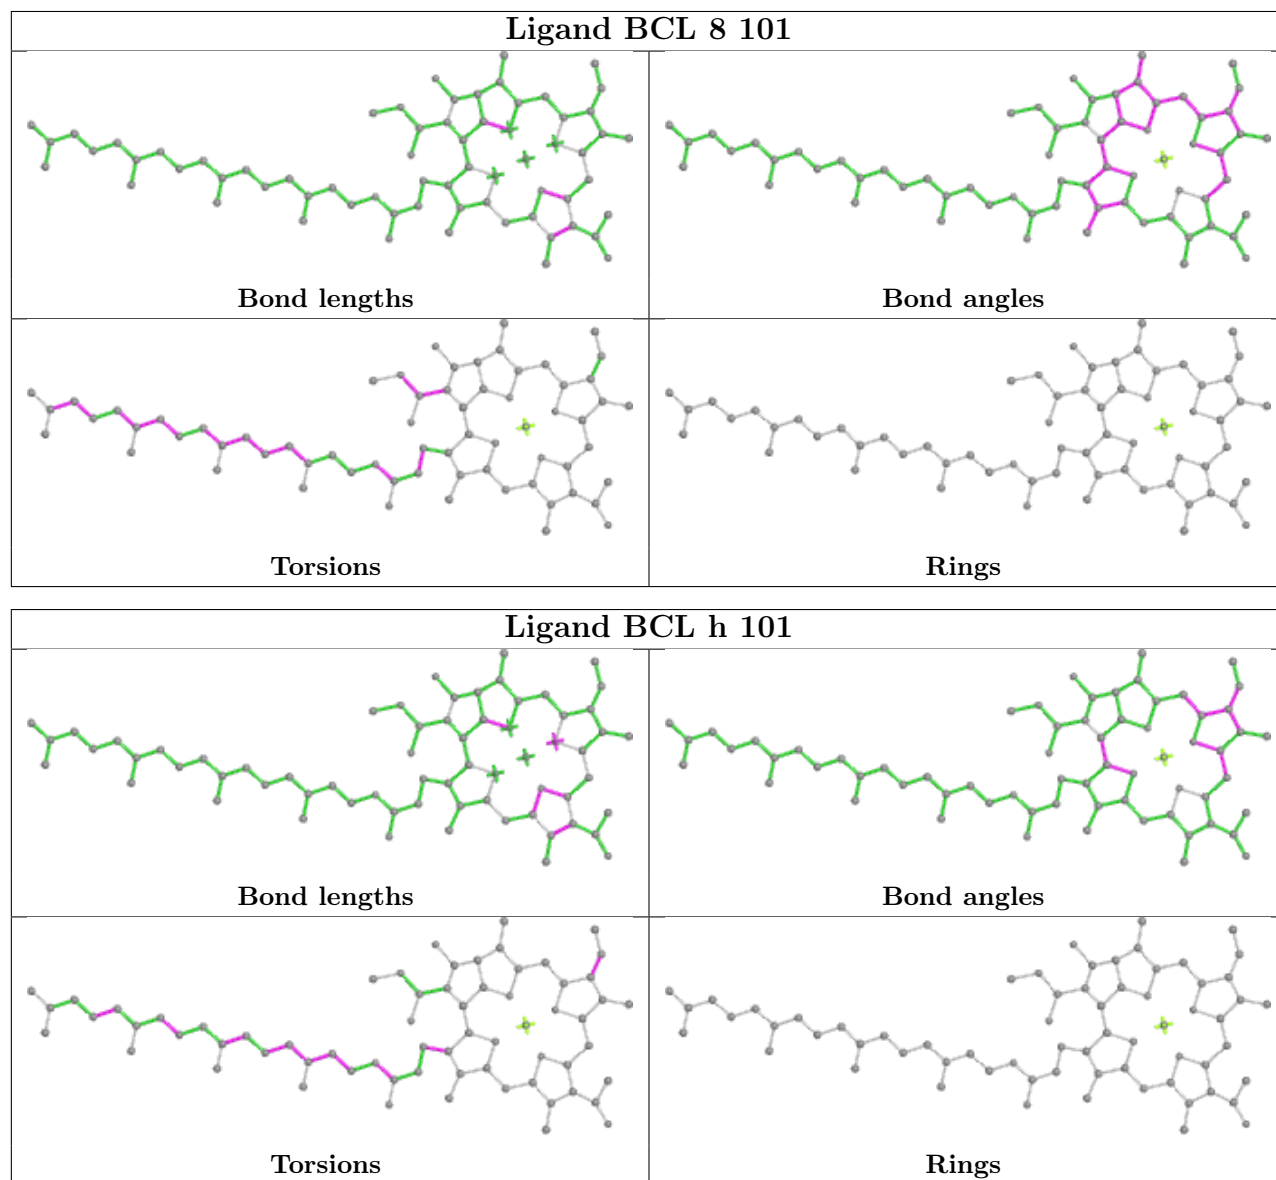 Ligand BCL 8 101
Bond lengths
Bond angles
Torsions
Rings
Ligand BCL h 101
Bond lengths
Bond angles
Torsions
Rings